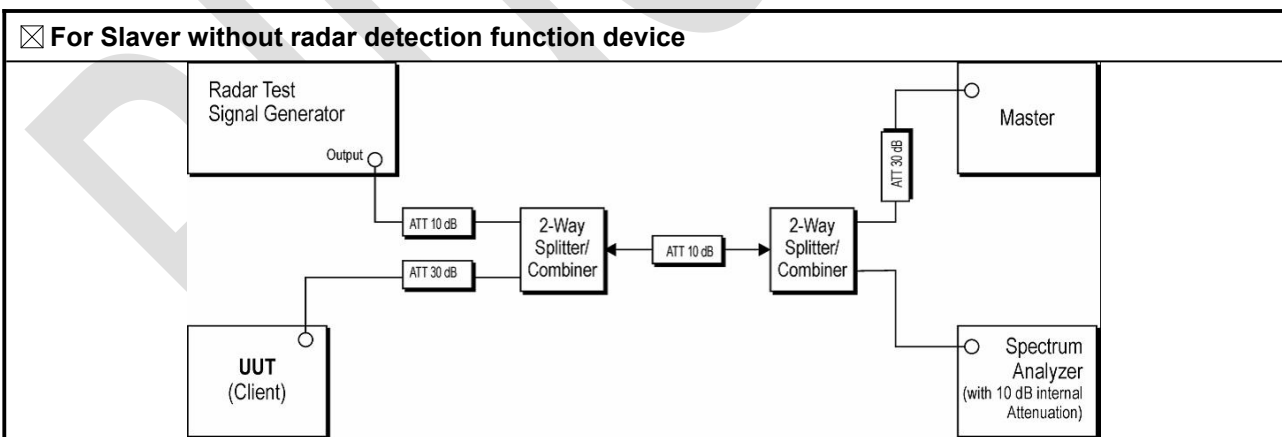 ☒ For Slaver without radar detection function device
Radar Test
Signal Generator
Output
Master
ATT 30 dB
ATT 10 dB
2-Way
Splitter/
Combiner
ATT 10 dB
2-Way
Splitter/
Combiner
ATT 30 dB
UUT
(Client)
Spectrum
Analyzer
(with 10 dB internal
Attenuation)